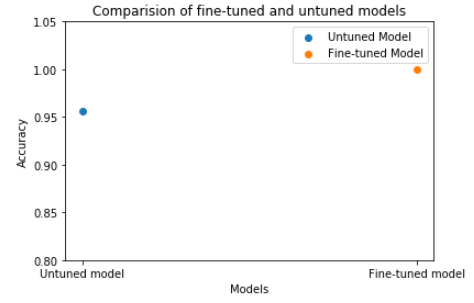 Comparision of fine-tuned and untuned models
1.05
1.00
0.95
0.90
0.85
0.80
Accuracy
Untuned Model
Fine-tuned Model
Untuned model
Fine-tuned model
Models